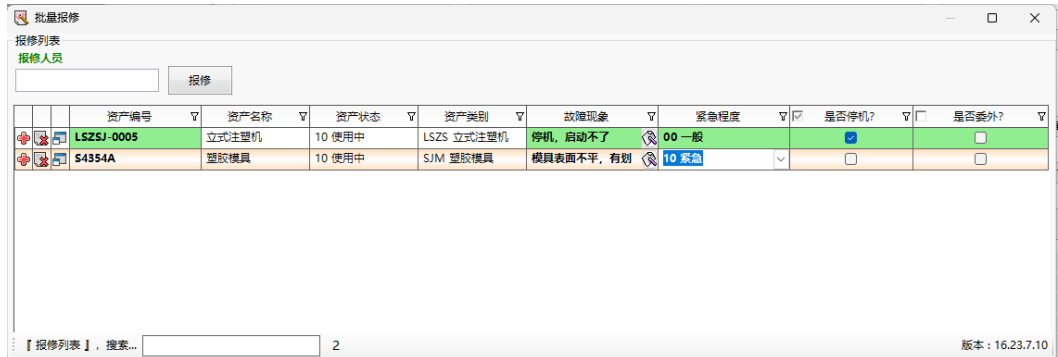 批量报修
报修列表
报修人员
报修
资产编号 资产名称 资产状态 资产类别 故障现象 紧急程度 是否停机? 是否委外?
LSZSJ-0005 立式注塑机 10 使用中 LSZS 立式注塑机 停机，启动不了 00 一般
S4354A 塑胶模具 10 使用中 SJM 塑胶模具 模具表面不平，有划 10 紧急
『 报修列表 』, 搜索... 2 版本：16.23.7.10